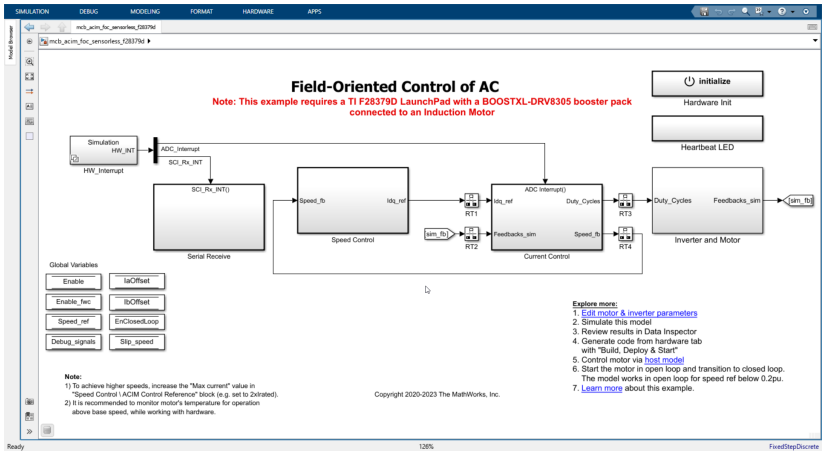 SIMULATION DEBUG MODELING FORMAT HARDWARE APPS
Model Browser
mcb_acim_foc_sensorless_f28379d
mcb_acim_foc_sensorless_f28379d
Field-Oriented Control of AC
Note: This example requires a TI F28379D LaunchPad with a BOOSTXL-DRV8305 booster pack
connected to an Induction Motor
initialize
Hardware Init
Heartbeat LED
Simulation
HW_INT
HW_Interrupt
ADC_Interrupt
SCI_Rx_INT
SCI_Rx_INT()
Serial Receive
Speed_fb
Idq_ref
Speed Control
RT1
sim_fb
RT2
ADC Interrupt()
Idq_ref
Duty_Cycles
Feedbacks_sim
Speed_fb
Current Control
RT3
RT4
Duty_Cycles
Feedbacks_sim
Inverter and Motor
[sim_fb]
Global Variables
Enable
IaOffset
Enable_fwc
IbOffset
Speed_ref
EnClosedLoop
Debug_signals
Slip_speed
Explore more:
1. Edit motor & inverter parameters
2. Simulate this model
3. Review results in Data Inspector
4. Generate code from hardware tab
with "Build, Deploy & Start"
5. Control motor via host model
6. Start the motor in open loop and transition to closed loop.
The model works in open loop for speed ref below 0.2pu.
7. Learn more about this example.
Note:
1) To achieve higher speeds, increase the "Max current" value in
"Speed Control \ ACIM Control Reference" block (e.g. set to 2xIrated).
2) It is recommended to monitor motor's temperature for operation
above base speed, while working with hardware.
Copyright 2020-2023 The MathWorks, Inc.
Ready
126%
FixedStepDiscrete